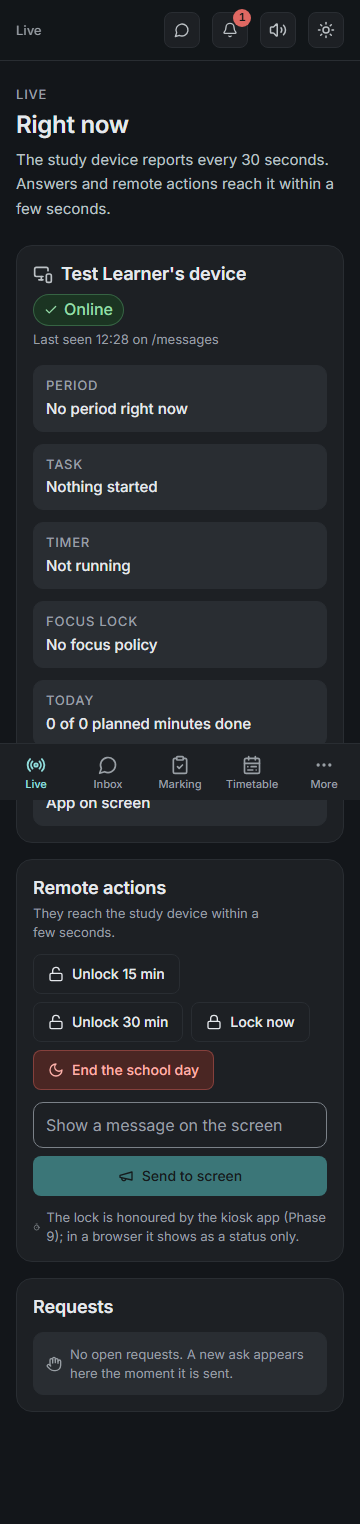 Live
1
LIVE
Right now
The study device reports every 30 seconds.
Answers and remote actions reach it within a
few seconds.
Test Learner's device
Online
Last seen 12:28 on /messages
PERIOD
No period right now
TASK
Nothing started
TIMER
Not running
FOCUS LOCK
No focus policy
TODAY
0 of 0 planned minutes done
Live
Inbox
Marking
Timetable
More
App on screen
Remote actions
They reach the study device within a
few seconds.
Unlock 15 min
Unlock 30 min
Lock now
End the school day
Show a message on the screen
Send to screen
The lock is honoured by the kiosk app (Phase
9); in a browser it shows as a status only.
Requests
No open requests. A new ask appears
here the moment it is sent.